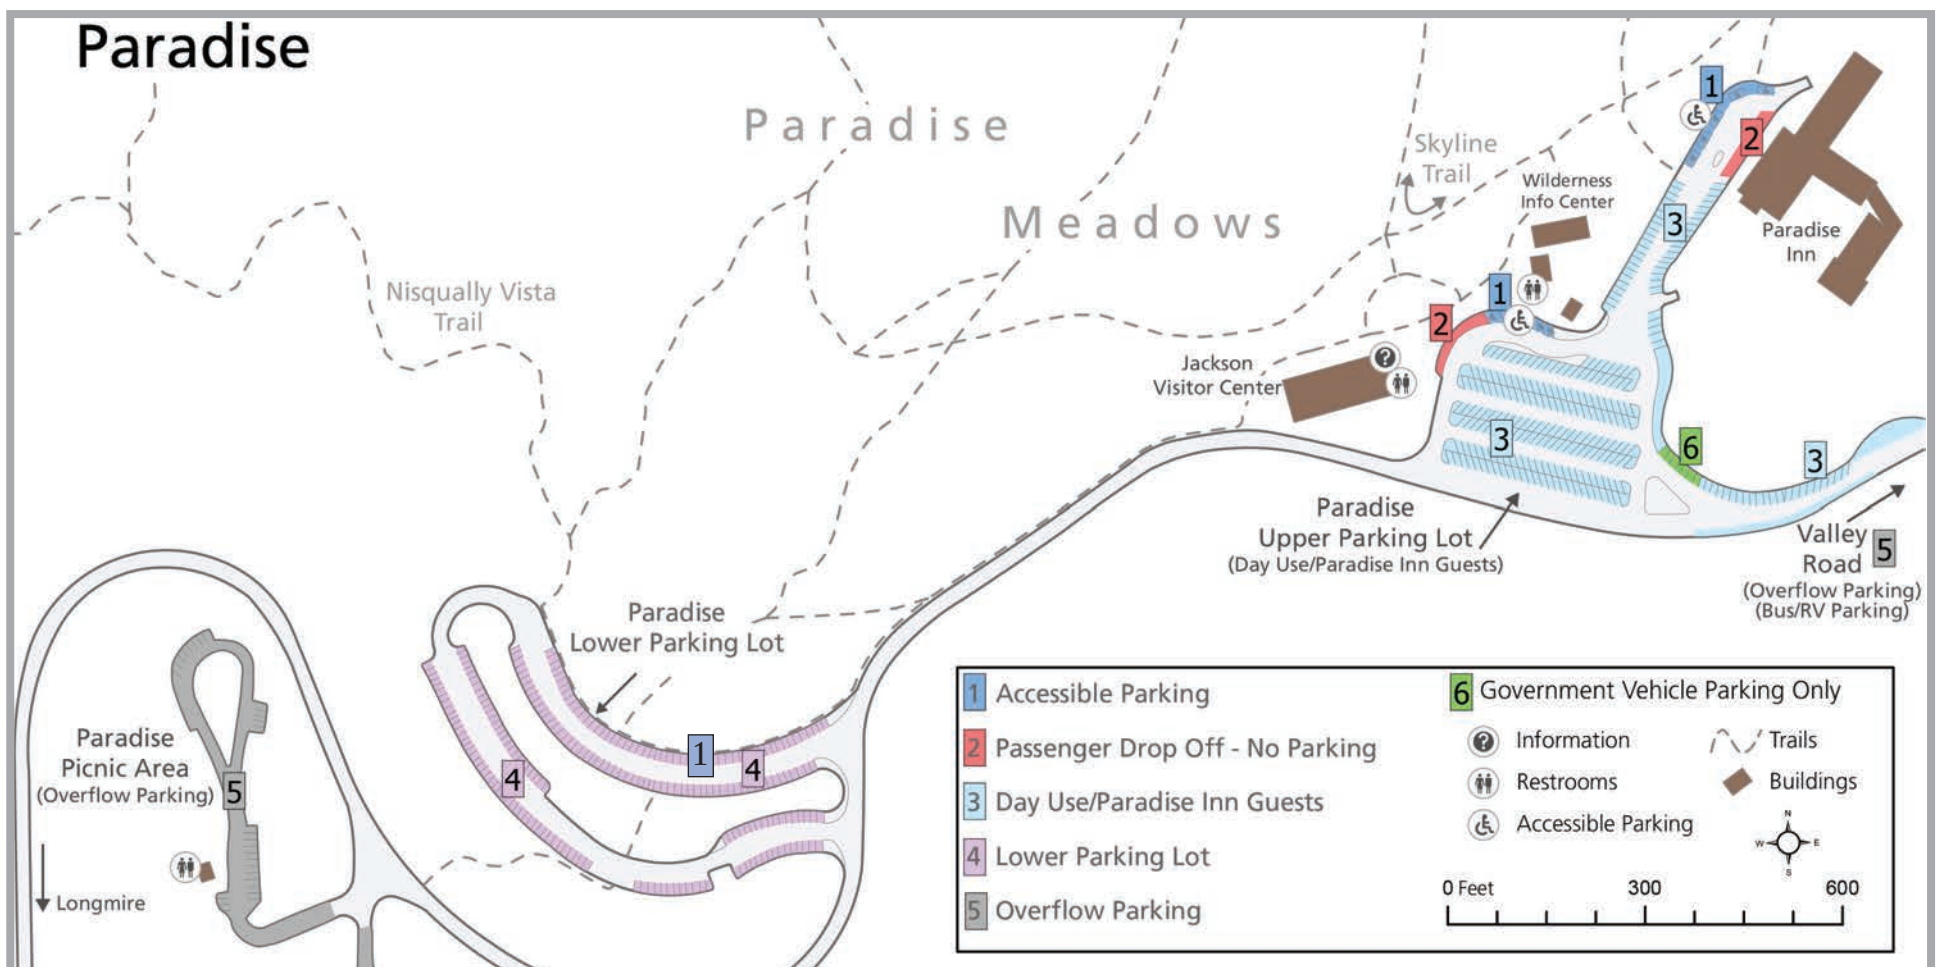 Paradise
Paradise
Meadows
Skyline
Trail
Wilderness
Info Center
1
2
3
Paradise
Inn
Nisqually Vista
Trail
1
2
Jackson
Visitor Center
?
3
6
3
Paradise
Upper Parking Lot
(Day Use/Paradise Inn Guests)
Valley
Road
5
(Overflow Parking)
(Bus/RV Parking)
Paradise
Lower Parking Lot
Paradise
Picnic Area
(Overflow Parking)
5
4
1
4
Longmire
1 Accessible Parking
2 Passenger Drop Off - No Parking
3 Day Use/Paradise Inn Guests
4 Lower Parking Lot
5 Overflow Parking
6 Government Vehicle Parking Only
? Information
Restrooms
Accessible Parking
Trails
Buildings
N
W E
S
0 Feet 300 600